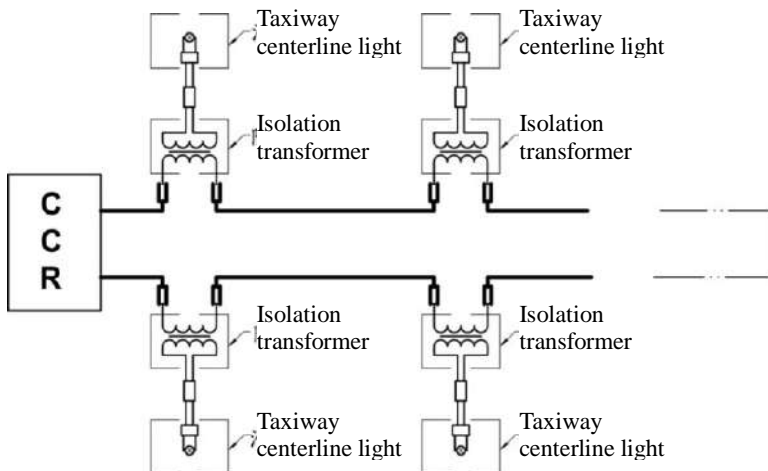 Taxiway
centerline light
Taxiway
centerline light
Isolation
transformer
Isolation
transformer
C
C
R
Isolation
transformer
Isolation
transformer
Taxiway
centerline light
Taxiway
centerline light